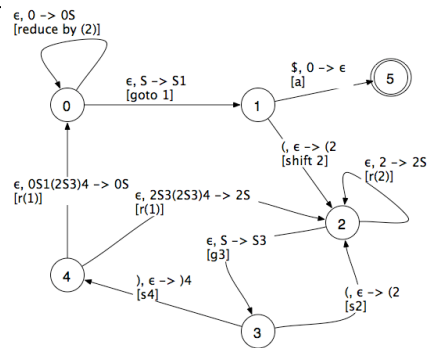 ϵ, 0 -> 0S
[reduce by (2)]
0
ϵ, S -> S1
[goto 1]
1
$, 0 -> ϵ
[a]
5
(, ϵ -> (2
[shift 2]
ϵ, 2 -> 2S
[r(2)]
2
ϵ, 0S1(2S3)4 -> 0S
[r(1)]
ϵ, 2S3(2S3)4 -> 2S
[r(1)]
ϵ, S -> S3
[g3]
4
), ϵ -> )4
[s4]
3
(, ϵ -> (2
[s2]